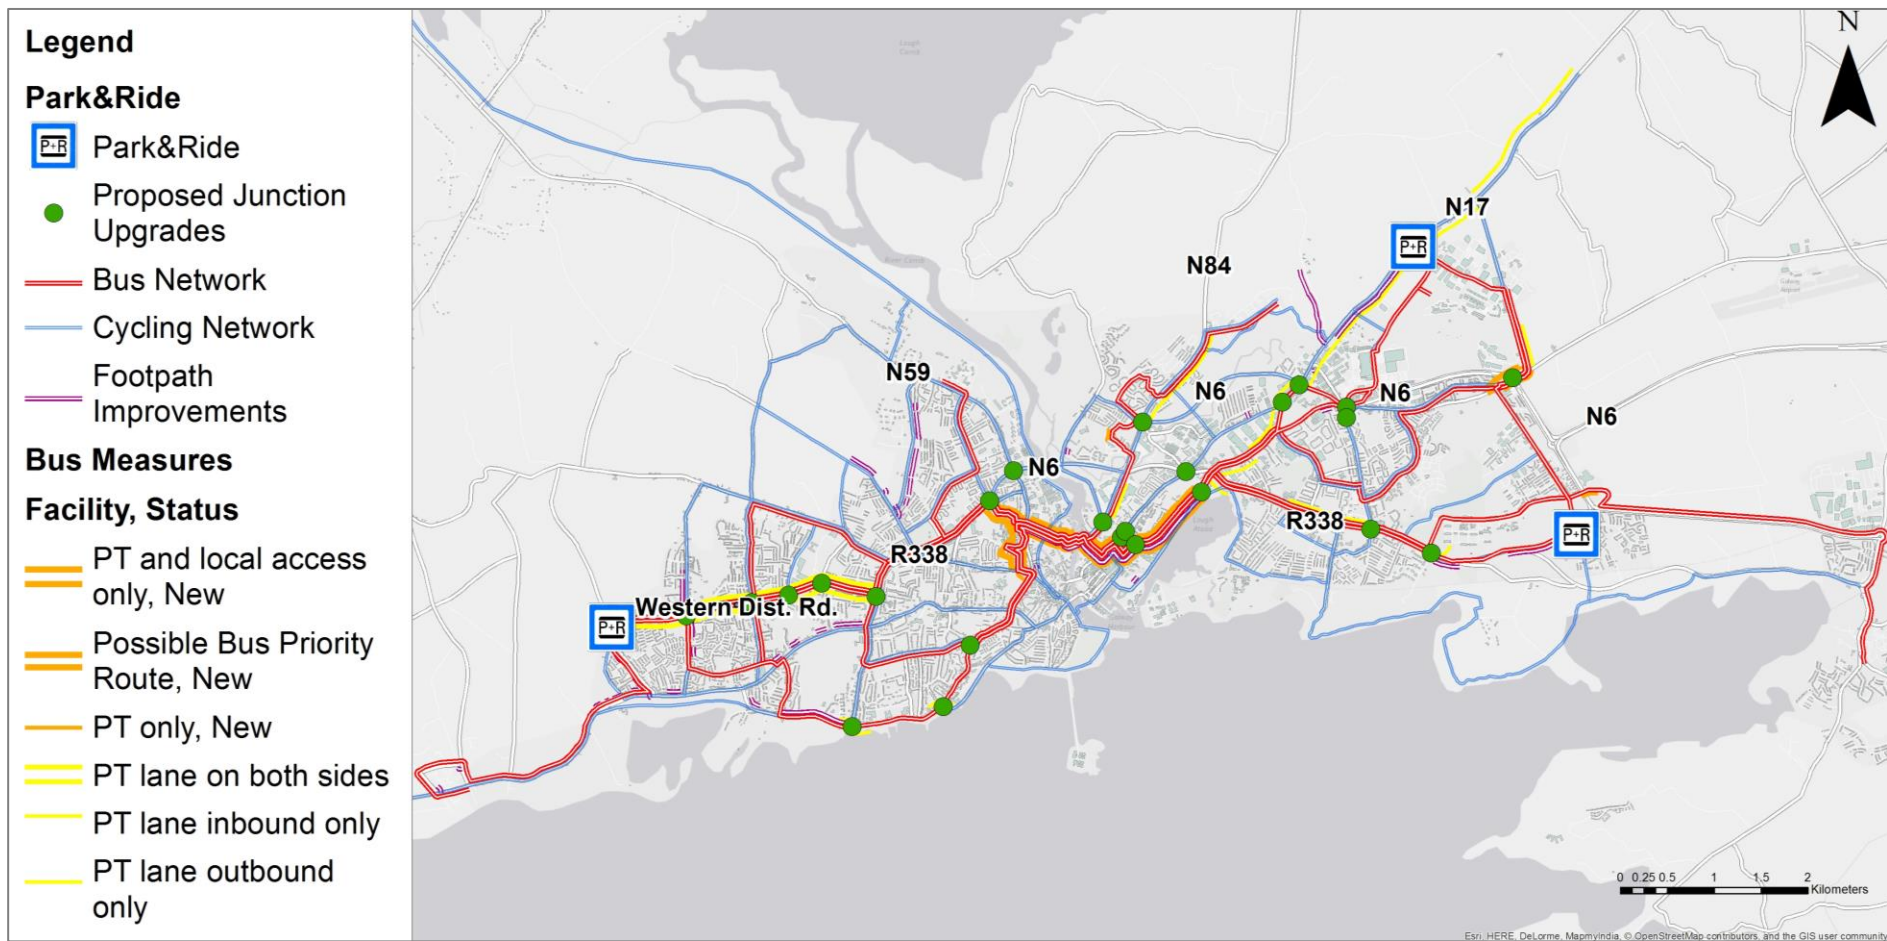 Legend
Park&Ride
P+R
Park&Ride
Proposed Junction
Upgrades
Bus Network
Cycling Network
Footpath
Improvements
Bus Measures
Facility, Status
PT and local access
only, New
Possible Bus Priority
Route, New
PT only, New
PT lane on both sides
PT lane inbound only
PT lane outbound
only
N
N17
P+R
N84
N59
N6
N6
N6
N6
R338
R338
P+R
Western Dist. Rd.
P+R
0 0.25 0.5 1 1.5 2
Kilometers
Esri, HERE, DeLorme, MapmyIndia, © OpenStreetMap contributors, and the GIS user community